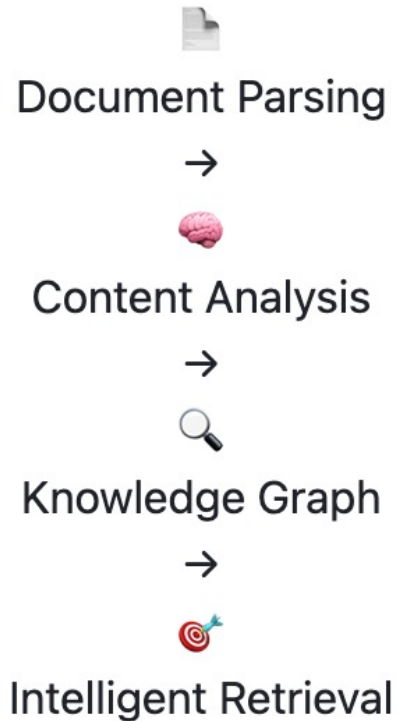 📄
Document Parsing
→
🧠
Content Analysis
→
🔍
Knowledge Graph
→
🎯
Intelligent Retrieval